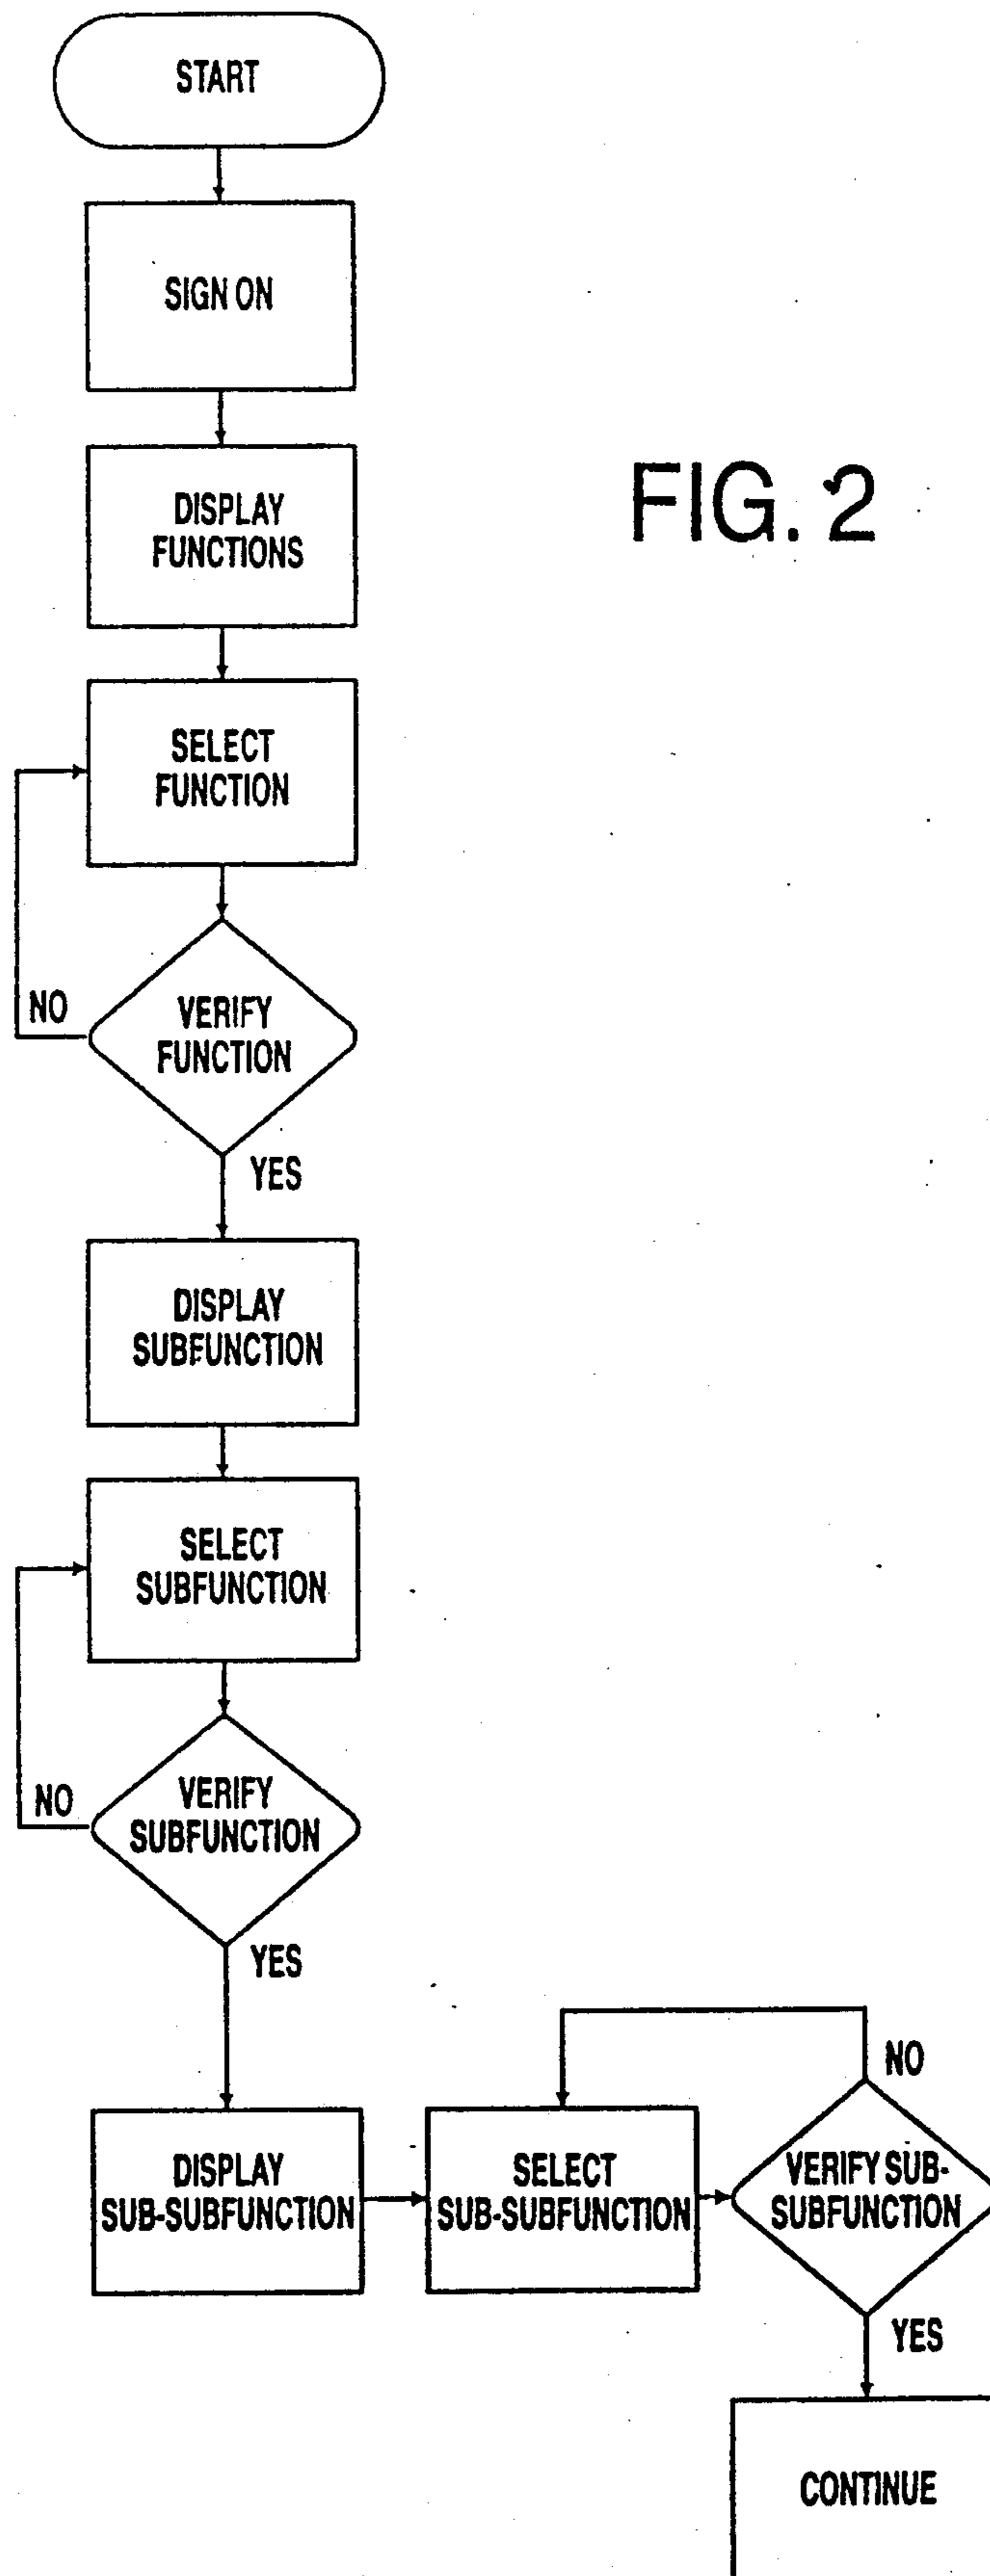 START
SIGN ON
DISPLAY
FUNCTIONS
FIG. 2
SELECT
FUNCTION
NO
VERIFY
FUNCTION
YES
DISPLAY
SUBFUNCTION
SELECT
SUBFUNCTION
NO
VERIFY
SUBFUNCTION
YES
NO
DISPLAY
SUB-SUBFUNCTION
SELECT
SUB-SUBFUNCTION
VERIFY SUB-
SUBFUNCTION
YES
CONTINUE